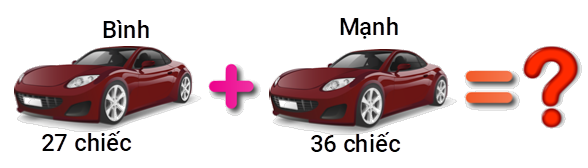 Bình
Mạnh
+
= ?
27 chiếc
36 chiếc